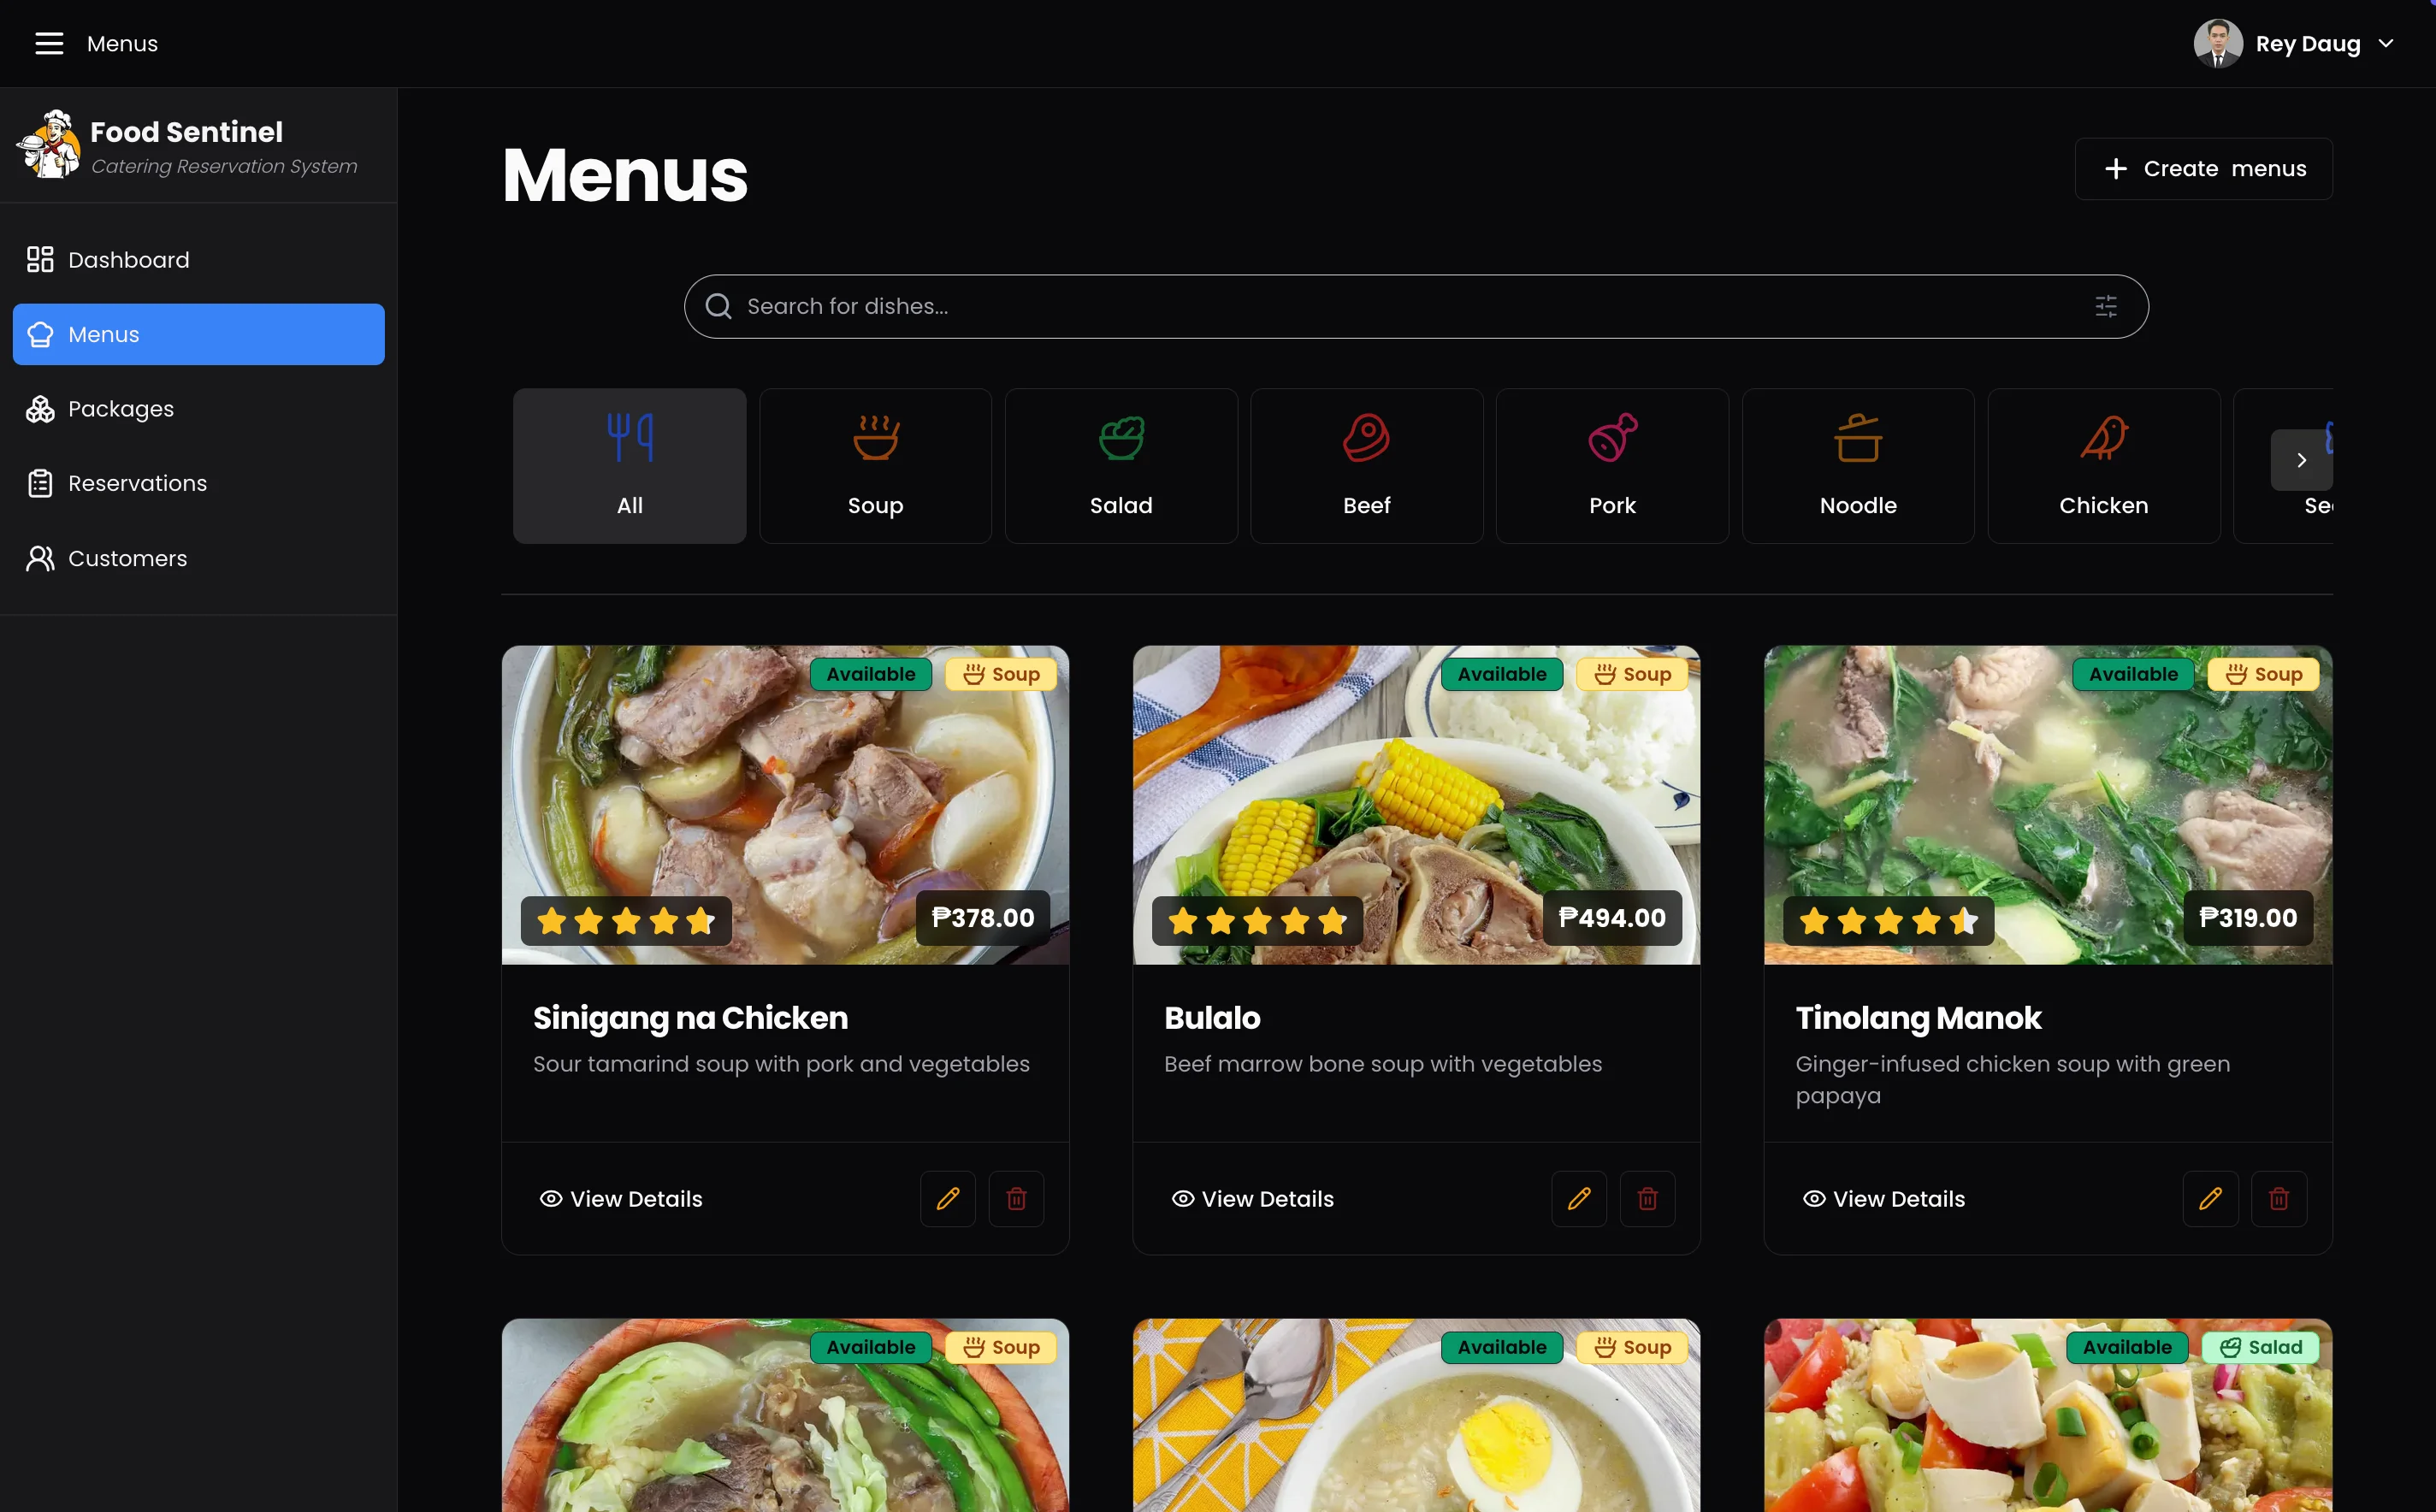 Menus
Rey Daug
Food Sentinel
Catering Reservation System
Dashboard
Menus
Packages
Reservations
Customers
Menus
Create menus
Search for dishes...
All
Soup
Salad
Beef
Pork
Noodle
Chicken
Available
Soup
₱378.00
Sinigang na Chicken
Sour tamarind soup with pork and vegetables
View Details
Available
Soup
₱494.00
Bulalo
Beef marrow bone soup with vegetables
View Details
Available
Soup
₱319.00
Tinolang Manok
Ginger-infused chicken soup with green
papaya
View Details
Available
Soup
Available
Soup
Available
Salad